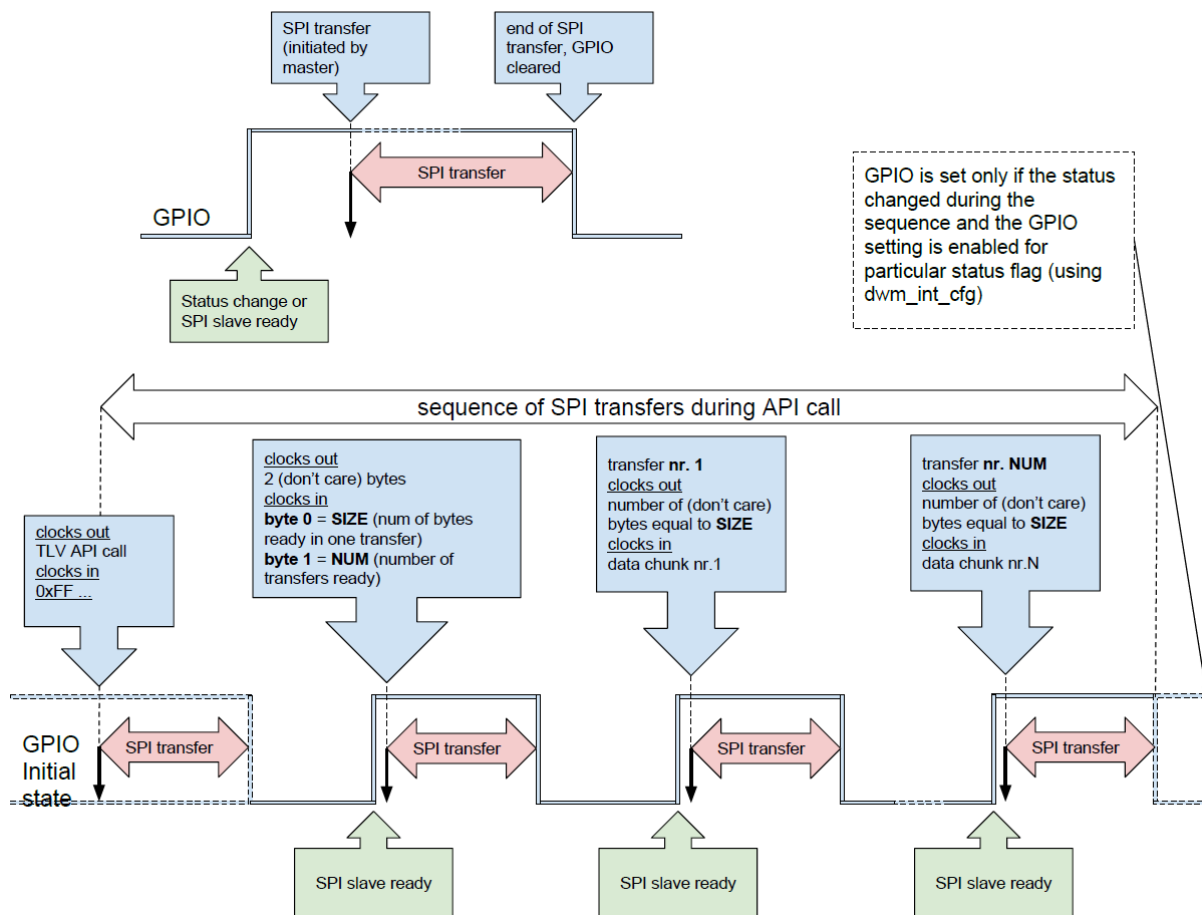 SPI transfer
(initiated by
master)
end of SPI
transfer, GPIO
cleared
SPI transfer
GPIO
Status change or
SPI slave ready
GPIO is set only if the status
changed during the
sequence and the GPIO
setting is enabled for
particular status flag (using
dwm_int_cfg)
sequence of SPI transfers during API call
clocks out
TLV API call
clocks in
0xFF ...
clocks out
2 (don't care) bytes
clocks in
byte 0 = SIZE (num of bytes
ready in one transfer)
byte 1 = NUM (number of
transfers ready)
transfer nr. 1
clocks out
number of (don't care)
bytes equal to SIZE
clocks in
data chunk nr.1
transfer nr. NUM
clocks out
number of (don't care)
bytes equal to SIZE
clocks in
data chunk nr.N
GPIO
Initial
state
SPI transfer
SPI transfer
SPI transfer
SPI transfer
SPI slave ready
SPI slave ready
SPI slave ready